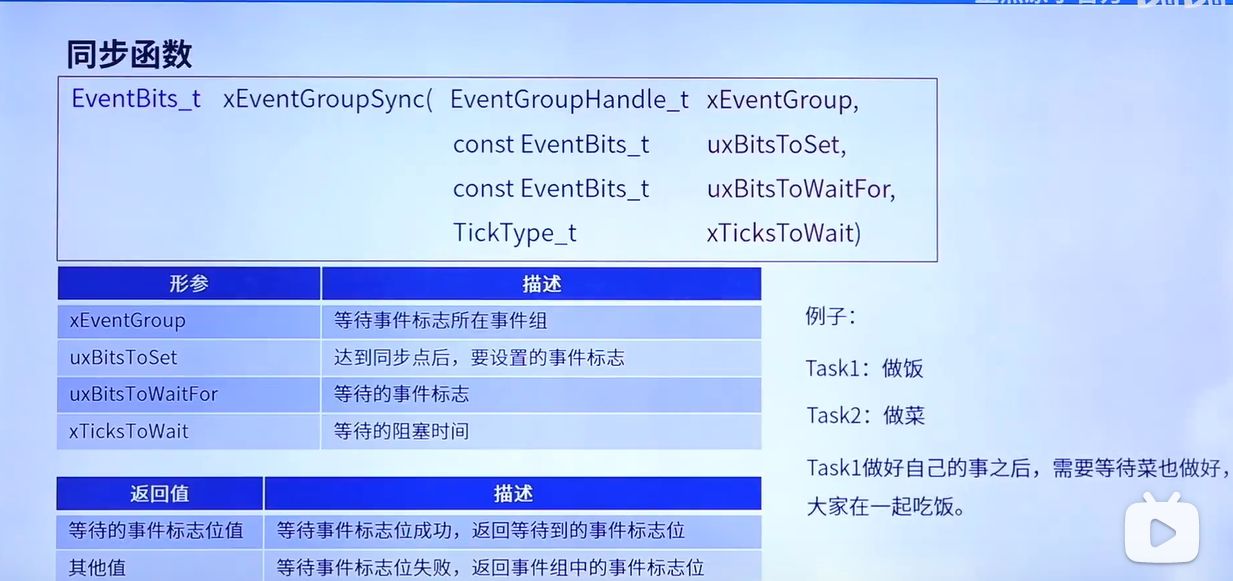 同步函数
EventBits_t xEventGroupSync( EventGroupHandle_t xEventGroup,
const EventBits_t uxBitsToSet,
const EventBits_t uxBitsToWaitFor,
TickType_t xTicksToWait)
形参 描述
xEventGroup 等待事件标志所在事件组
uxBitsToSet 达到同步点后，要设置的事件标志
uxBitsToWaitFor 等待的事件标志
xTicksToWait 等待的阻塞时间
返回值 描述
等待的事件标志位值 等待事件标志位成功，返回等待到的事件标志位
其他值 等待事件标志位失败，返回事件组中的事件标志位
例子：
Task1：做饭
Task2：做菜
Task1做好自己的事之后，需要等待菜也做好，
大家在一起吃饭。